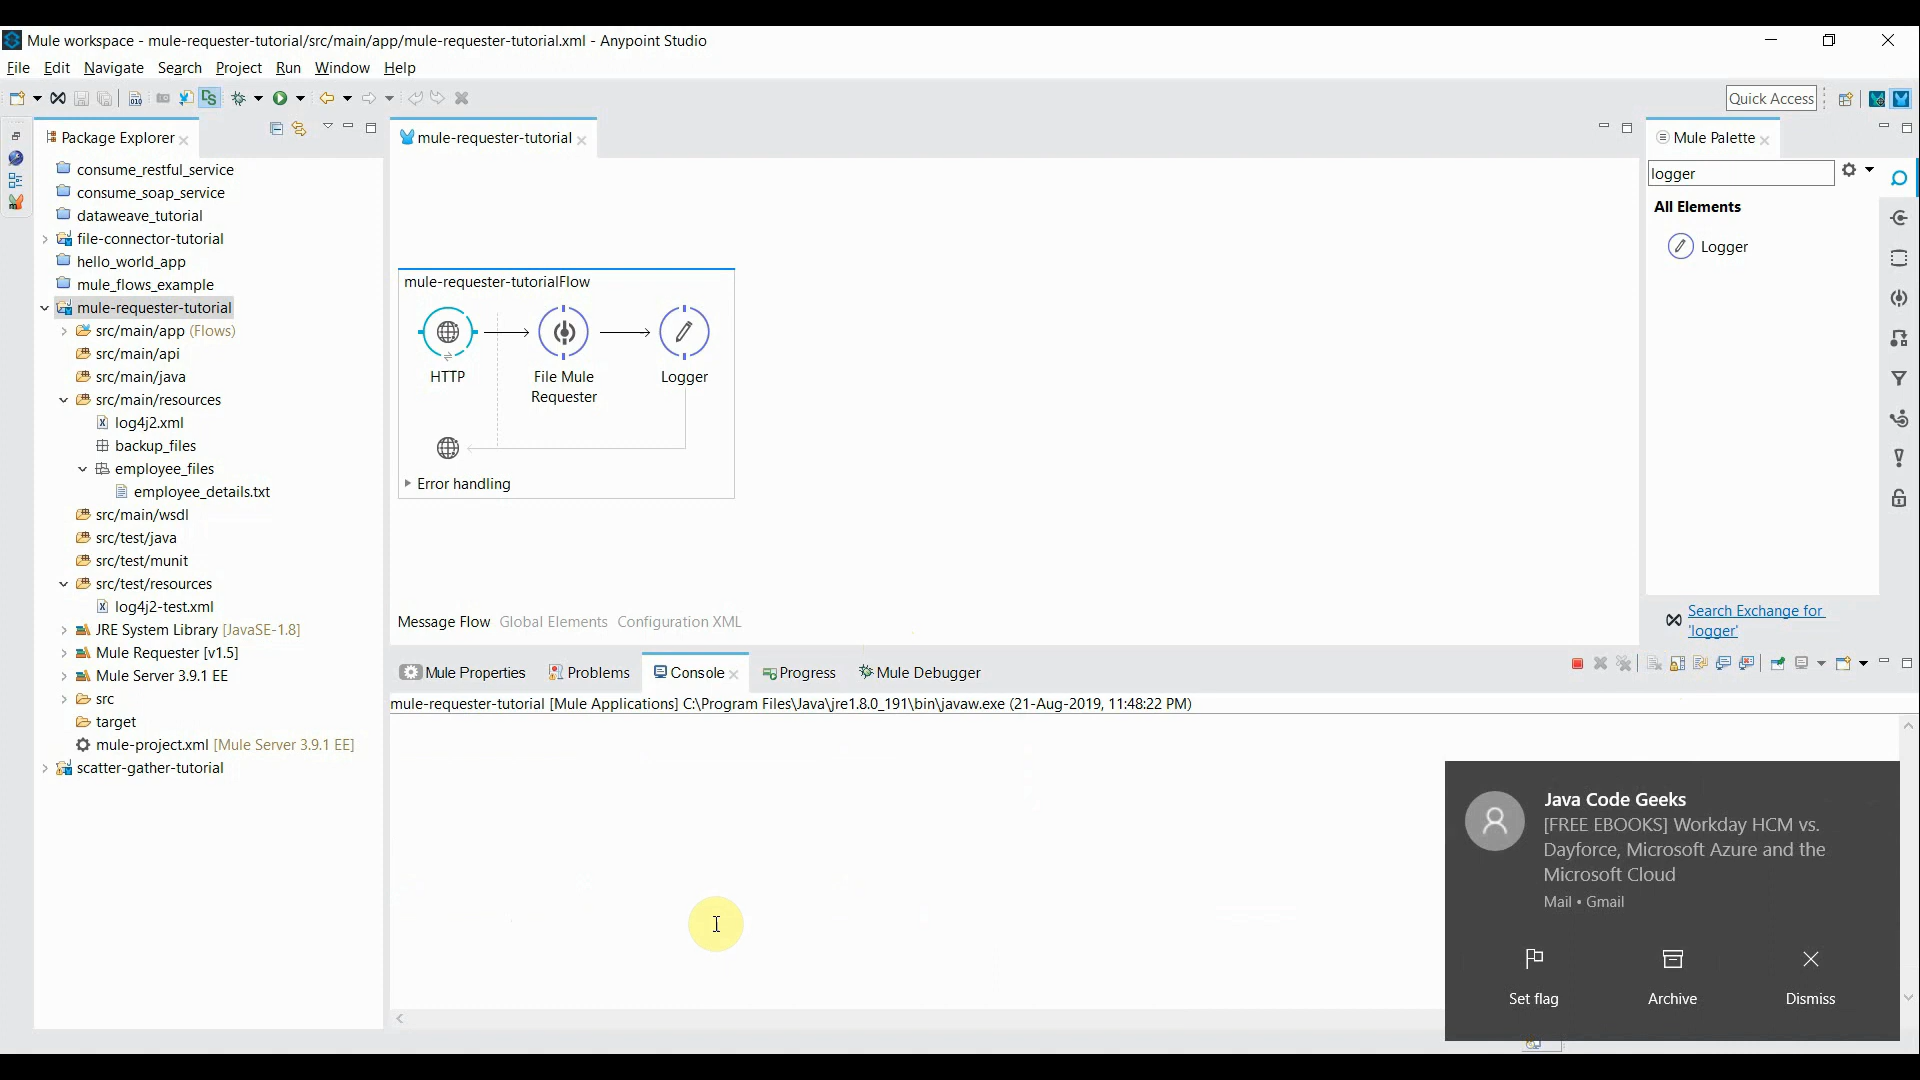 Mule workspace - mule-requester-tutorial/src/main/app/mule-requester-tutorial.xml - Anypoint Studio
File Edit Navigate Search Project Run Window Help
Quick Access
Package Explorer
consume_restful_service
consume_soap_service
dataweave_tutorial
file-connector-tutorial
hello_world_app
mule_flows_example
mule-requester-tutorial
src/main/app (Flows)
src/main/api
src/main/java
src/main/resources
log4j2.xml
backup_files
employee_files
employee_details.txt
src/main/wsdl
src/test/java
src/test/munit
src/test/resources
log4j2-test.xml
JRE System Library [JavaSE-1.8]
Mule Requester [v1.5]
Mule Server 3.9.1 EE
src
target
mule-project.xml [Mule Server 3.9.1 EE]
scatter-gather-tutorial
mule-requester-tutorial
mule-requester-tutorialFlow
HTTP
File Mule
Requester
Logger
Error handling
Message Flow Global Elements Configuration XML
Mule Palette
logger
All Elements
Logger
Search Exchange for
'logger'
Mule Properties Problems Console Progress Mule Debugger
mule-requester-tutorial [Mule Applications] C:\Program Files\Java\jre1.8.0_191\bin\javaw.exe (21-Aug-2019, 11:48:22 PM)
Java Code Geeks
[FREE EBOOKS] Workday HCM vs.
Dayforce, Microsoft Azure and the
Microsoft Cloud
Mail • Gmail
Set flag Archive Dismiss